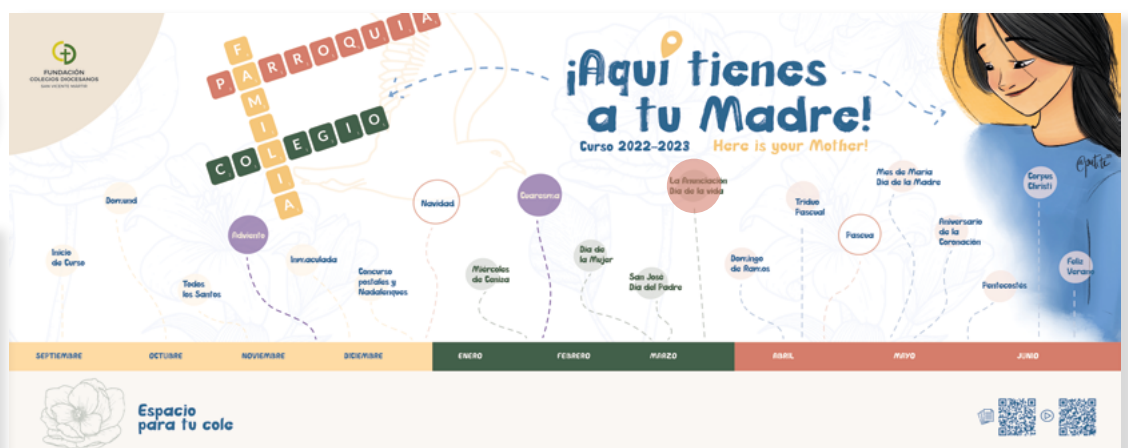 FUNDACIÓN
COLEGIOS DIOCESANOS
SAN VICENTE MÁRTIR
PARROQUIA
FAMILIA
COLEGIO
¡Aquí tienes
a tu Madre!
Curso 2022-2023 Here is your Mother!
Inicio
de Curso
Domund
Todos
los Santos
Adviento
Inmaculada
Concurso
postales y
Nadalenques
Navidad
Miércoles
de Ceniza
Cuaresma
Día de
la Mujer
San José
Día del Padre
La Anunciación
Día de la vida
Domingo
de Ramos
Triduo
Pascual
Pascua
Mes de María
Día de la Madre
Aniversario
de la
Coronación
Pentecostés
Corpus
Christi
Feliz
Verano
SEPTIEMBRE OCTUBRE NOVIEMBRE DICIEMBRE ENERO FEBRERO MARZO ABRIL MAYO JUNIO
Espacio
para tu cole